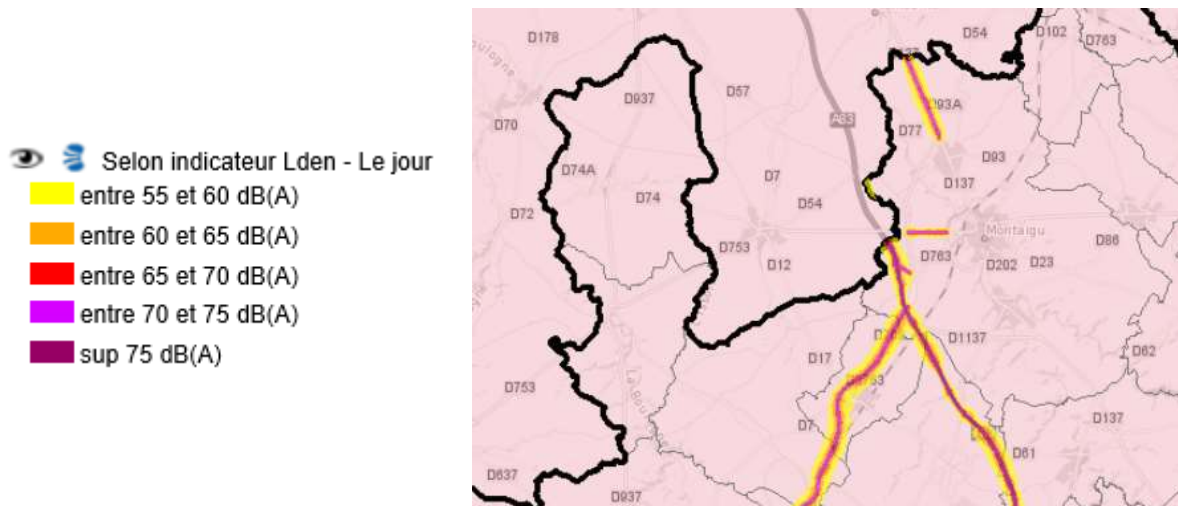 Selon indicateur Lden - Le jour
entre 55 et 60 dB(A)
entre 60 et 65 dB(A)
entre 65 et 70 dB(A)
entre 70 et 75 dB(A)
sup 75 dB(A)
D178
D54
D102
D763
D937
D57
D70
D93A
A83
D77
D93
D74A
D7
D137
D74
D54
D72
D753
Montaigu
D86
D12
D763
D202
D23
D1137
D17
D62
D753
D7
D137
D61
D637
D937